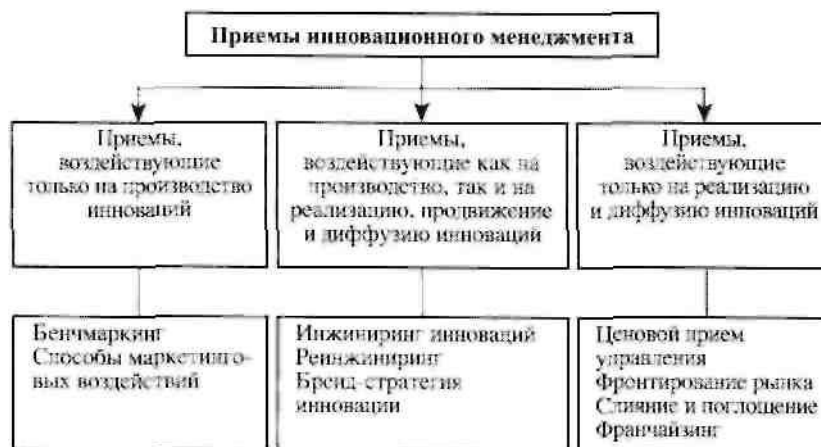 Приемы инновационного менеджмента
Приемы,
воздействующие
только на производство
инноваций
Приемы,
воздействующие как на
производство, так и на
реализацию, продвижение
и диффузию инноваций
Приемы,
воздействующие
только на реализацию
и диффузию инноваций
Бенчмаркинг
Способы маркетинго-
вых воздействий
Инжиниринг инноваций
Реинжиниринг
Бренд-стратегия
инновации
Ценовой прием
управления
Фронтирование рынка
Слияние и поглощение
Франчайзинг